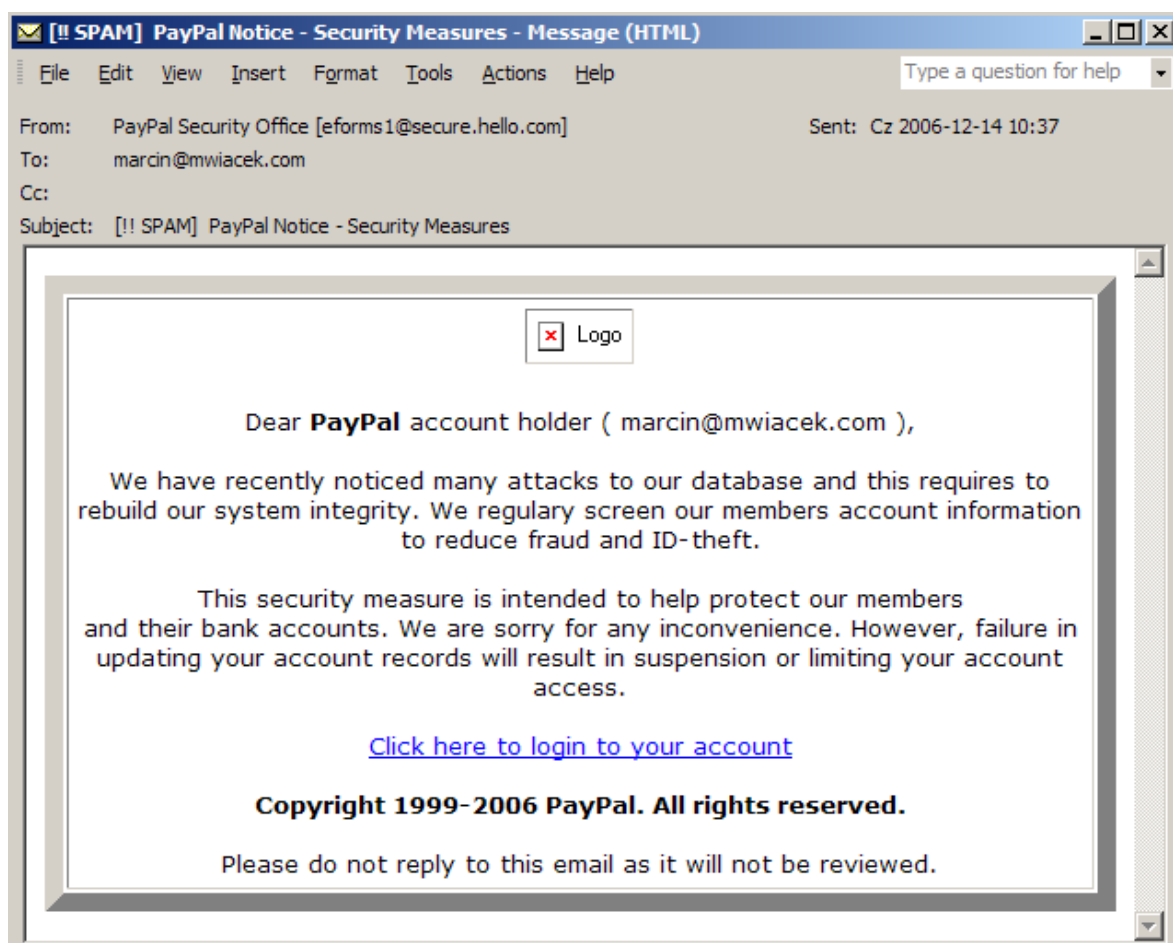 [!! SPAM] PayPal Notice - Security Measures - Message (HTML)
File Edit View Insert Format Tools Actions Help Type a question for help
From: PayPal Security Office [eforms1@secure.hello.com] Sent: Cz 2006-12-14 10:37
To: marcin@mwiacek.com
Cc:
Subject: [!! SPAM] PayPal Notice - Security Measures
Logo
Dear PayPal account holder ( marcin@mwiacek.com ),
We have recently noticed many attacks to our database and this requires to
rebuild our system integrity. We regulary screen our members account information
to reduce fraud and ID-theft.
This security measure is intended to help protect our members
and their bank accounts. We are sorry for any inconvenience. However, failure in
updating your account records will result in suspension or limiting your account
access.
Click here to login to your account
Copyright 1999-2006 PayPal. All rights reserved.
Please do not reply to this email as it will not be reviewed.